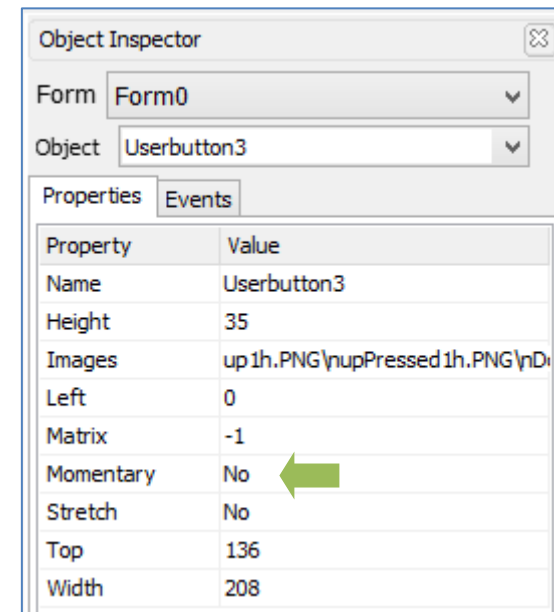 Object Inspector
Form Form0
Object Userbutton3
Properties Events
Property Value
Name Userbutton3
Height 35
Images up1h.PNG\nupPressed1h.PNG\nD
Left 0
Matrix -1
Momentary No
Stretch No
Top 136
Width 208